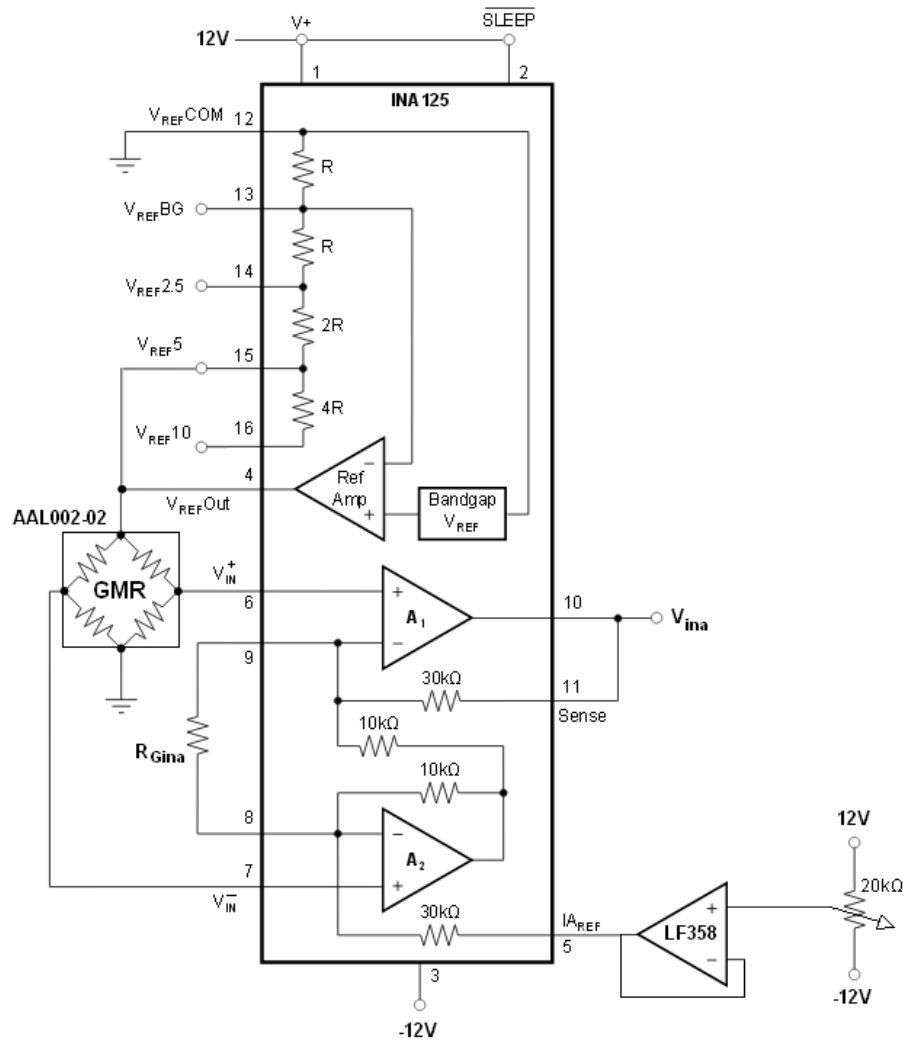 V+
SLEEP
12V
1
2
INA125
VREFCOM
12
R
13
VREFBG
R
14
VREF2.5
2R
VREF5
15
4R
16
VREF10
4
VREFOut
Ref
Amp
−
+
Bandgap
VREF
AAL002-02
GMR
V+IN
6
+
A1
−
10
Vina
9
30kΩ
11
Sense
10kΩ
RGina
10kΩ
8
−
A2
+
7
V−IN
30kΩ
IAREF
5
12V
20kΩ
+
LF358
−
-12V
3
-12V